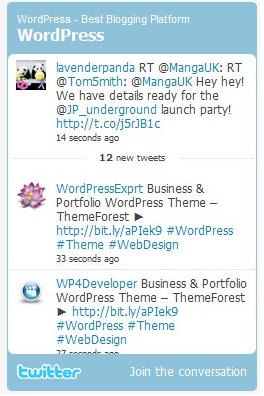 WordPress – Best Blogging Platform
WordPress
lavenderpanda RT @MangaUK: RT
@Tom5mith: @MangaUK Hey hey!
We have details ready for the
@JP_underground launch party!
http://t.co/j5rJB1c
14 seconds ago
12 new tweets
WordPressExprt Business &
Portfolio WordPress Theme –
ThemeForest ►
http://bit.ly/aPIek9 #WordPress
#Theme #WebDesign
33 seconds ago
WP4Developer Business & Portfolio
WordPress Theme – ThemeForest
► http://bit.ly/aPIek9
#WordPress #Theme
#WebDesign
37 seconds ago
twitter
Join the conversation